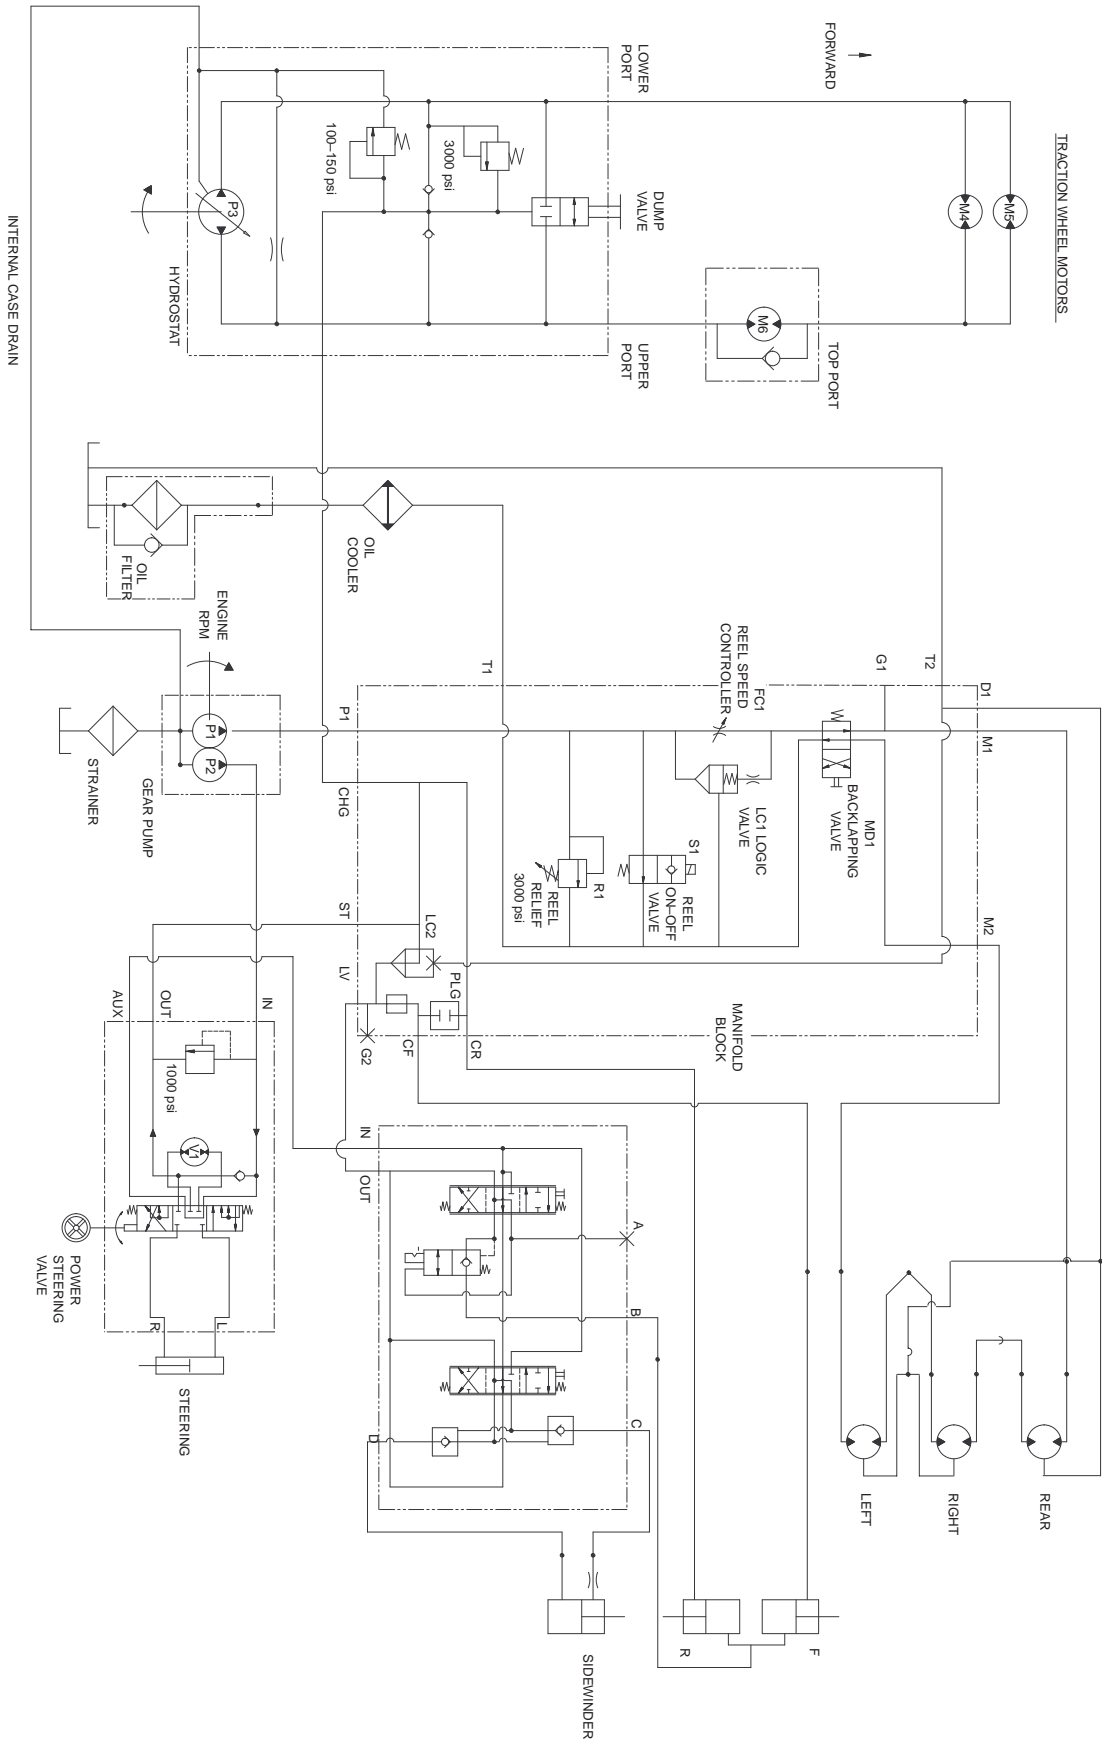 TRACTION WHEEL MOTORS
FORWARD
M5
M4
LOWER
PORT
DUMP
VALVE
3000 psi
100–150 psi
P3
HYDROSTAT
UPPER
PORT
M6
TOP PORT
INTERNAL CASE DRAIN
OIL
COOLER
OIL
FILTER
ENGINE
RPM
STRAINER
P1
P2
GEAR PUMP
D1
T2
G1
T1
P1
CHG
ST
LV
M1
M2
FC1
REEL SPEED
CONTROLLER
MD1
BACKLAPPING
VALVE
LC1 LOGIC
VALVE
S1
REEL
ON–OFF
VALVE
R1
REEL
RELIEF
3000 psi
LC2
PLG
MANIFOLD
BLOCK
CR
CF
G2
IN
OUT
AUX
1000 psi
V1
POWER
STEERING
VALVE
R
L
STEERING
IN
OUT
A
B
C
D
REAR
RIGHT
LEFT
F
R
SIDEWINDER